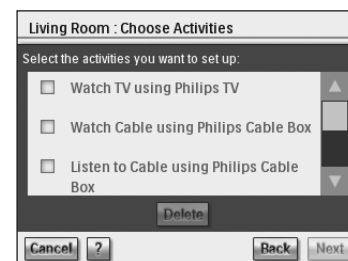 Living Room : Choose Activities
Select the activities you want to set up:
Watch TV using Philips TV
Watch Cable using Philips Cable Box
Listen to Cable using Philips Cable
Box
Delete
Cancel ? Back Next